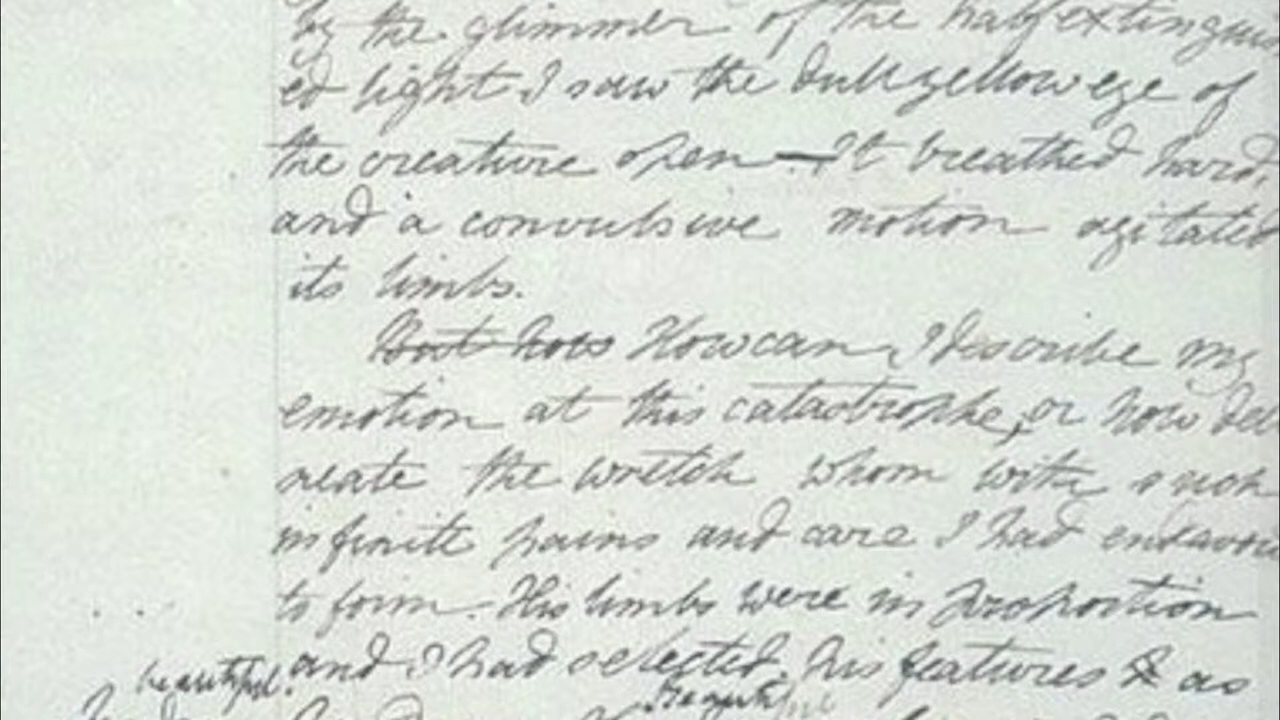 by the glimmer of the half extinguish
ed light I saw the dull yellow eye of
the creature open — It breathed hard,
and a convulsive motion agitated
its limbs.
But how How can I describe my
emotion at this catastrophe, or how deli
neate the wretch whom with such
infinite pains and care I had endavou
to form. His limbs were in proportion
and I had selected his features & as
beautiful.
Beautiful